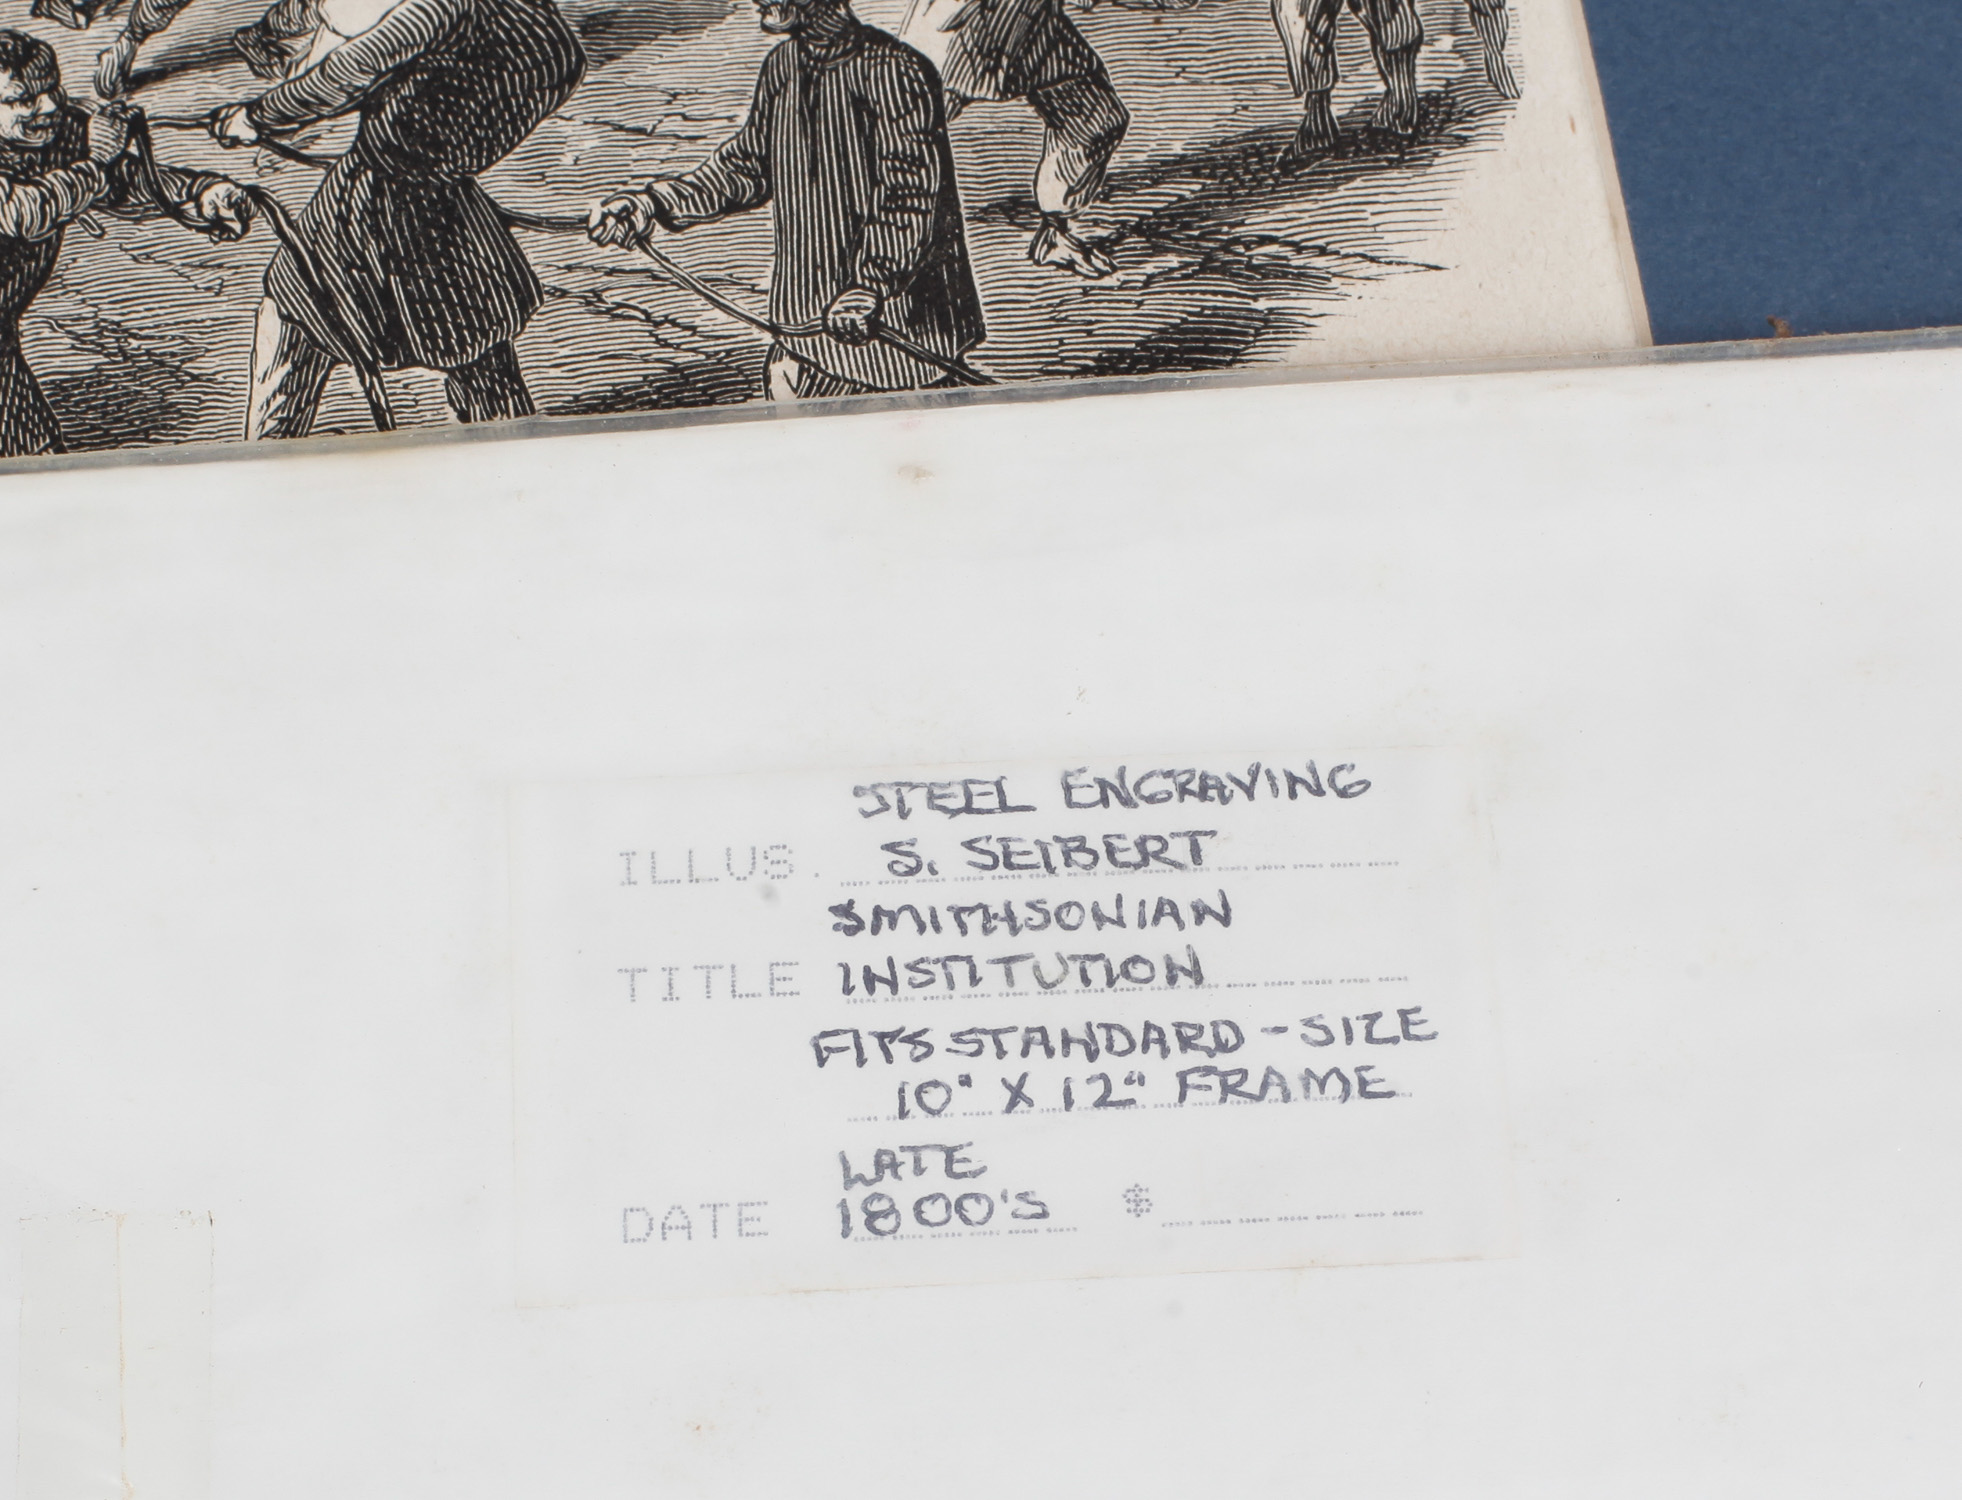 STEEL ENGRAVING
ILLUS. S. SEIBERT
SMITHSONIAN
TITLE INSTITUTION
FITS STANDARD-SIZE
10" X 12" FRAME
LATE
DATE 1800'S $